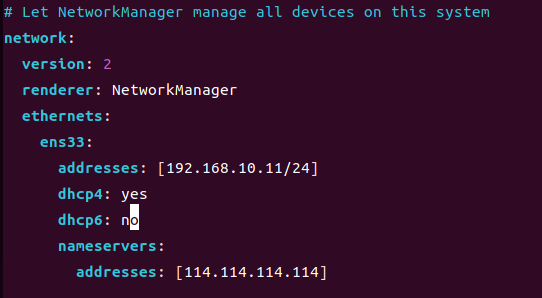 # Let NetworkManager manage all devices on this system
network:
  version: 2
  renderer: NetworkManager
  ethernets:
    ens33:
      addresses: [192.168.10.11/24]
      dhcp4: yes
      dhcp6: no
      nameservers:
        addresses: [114.114.114.114]